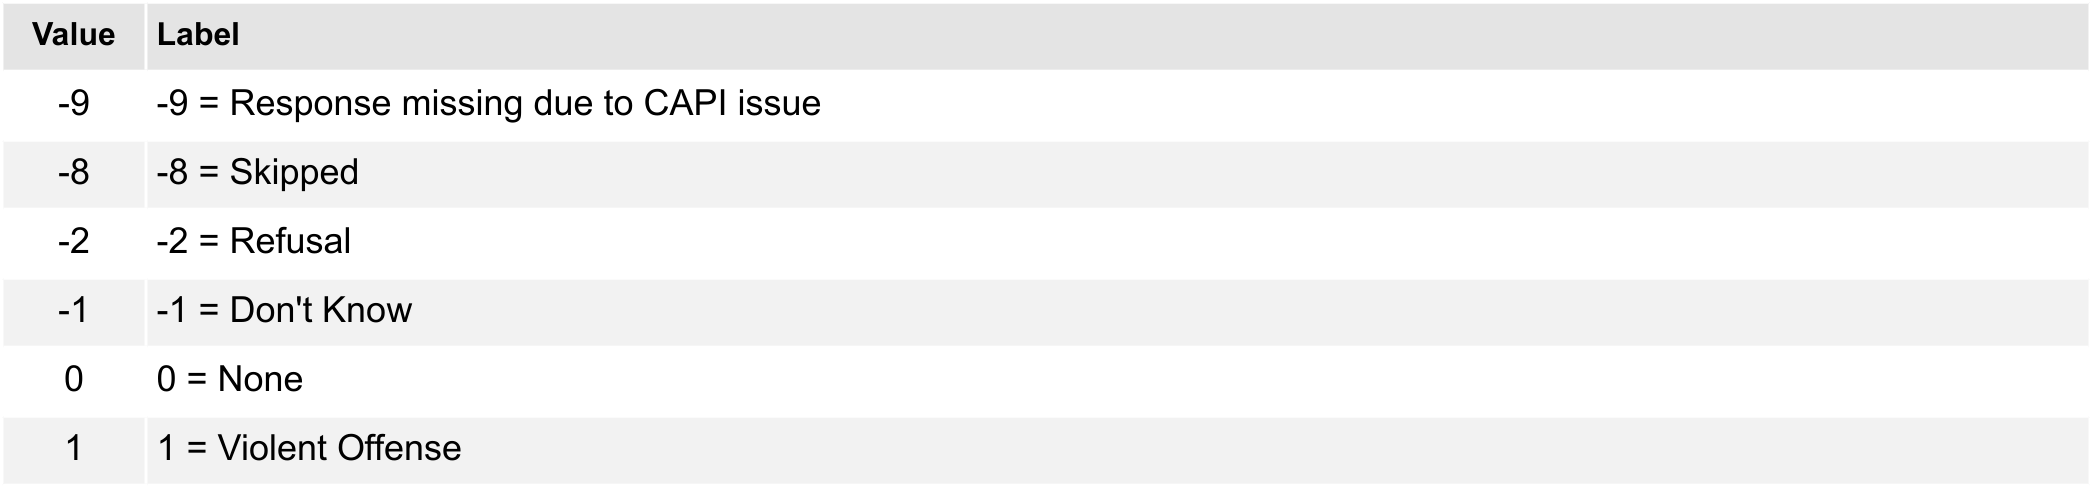 Value Label
-9 -9 = Response missing due to CAPI issue
-8 -8 = Skipped
-2 -2 = Refusal
-1 -1 = Don't Know
0 0 = None
1 1 = Violent Offense